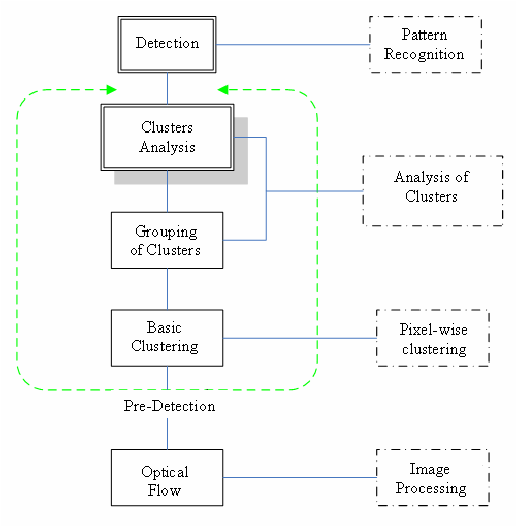 Detection
Pattern
Recognition
Clusters
Analysis
Analysis of
Clusters
Grouping
of Clusters
Basic
Clustering
Pixel-wise
clustering
Pre-Detection
Optical
Flow
Image
Processing